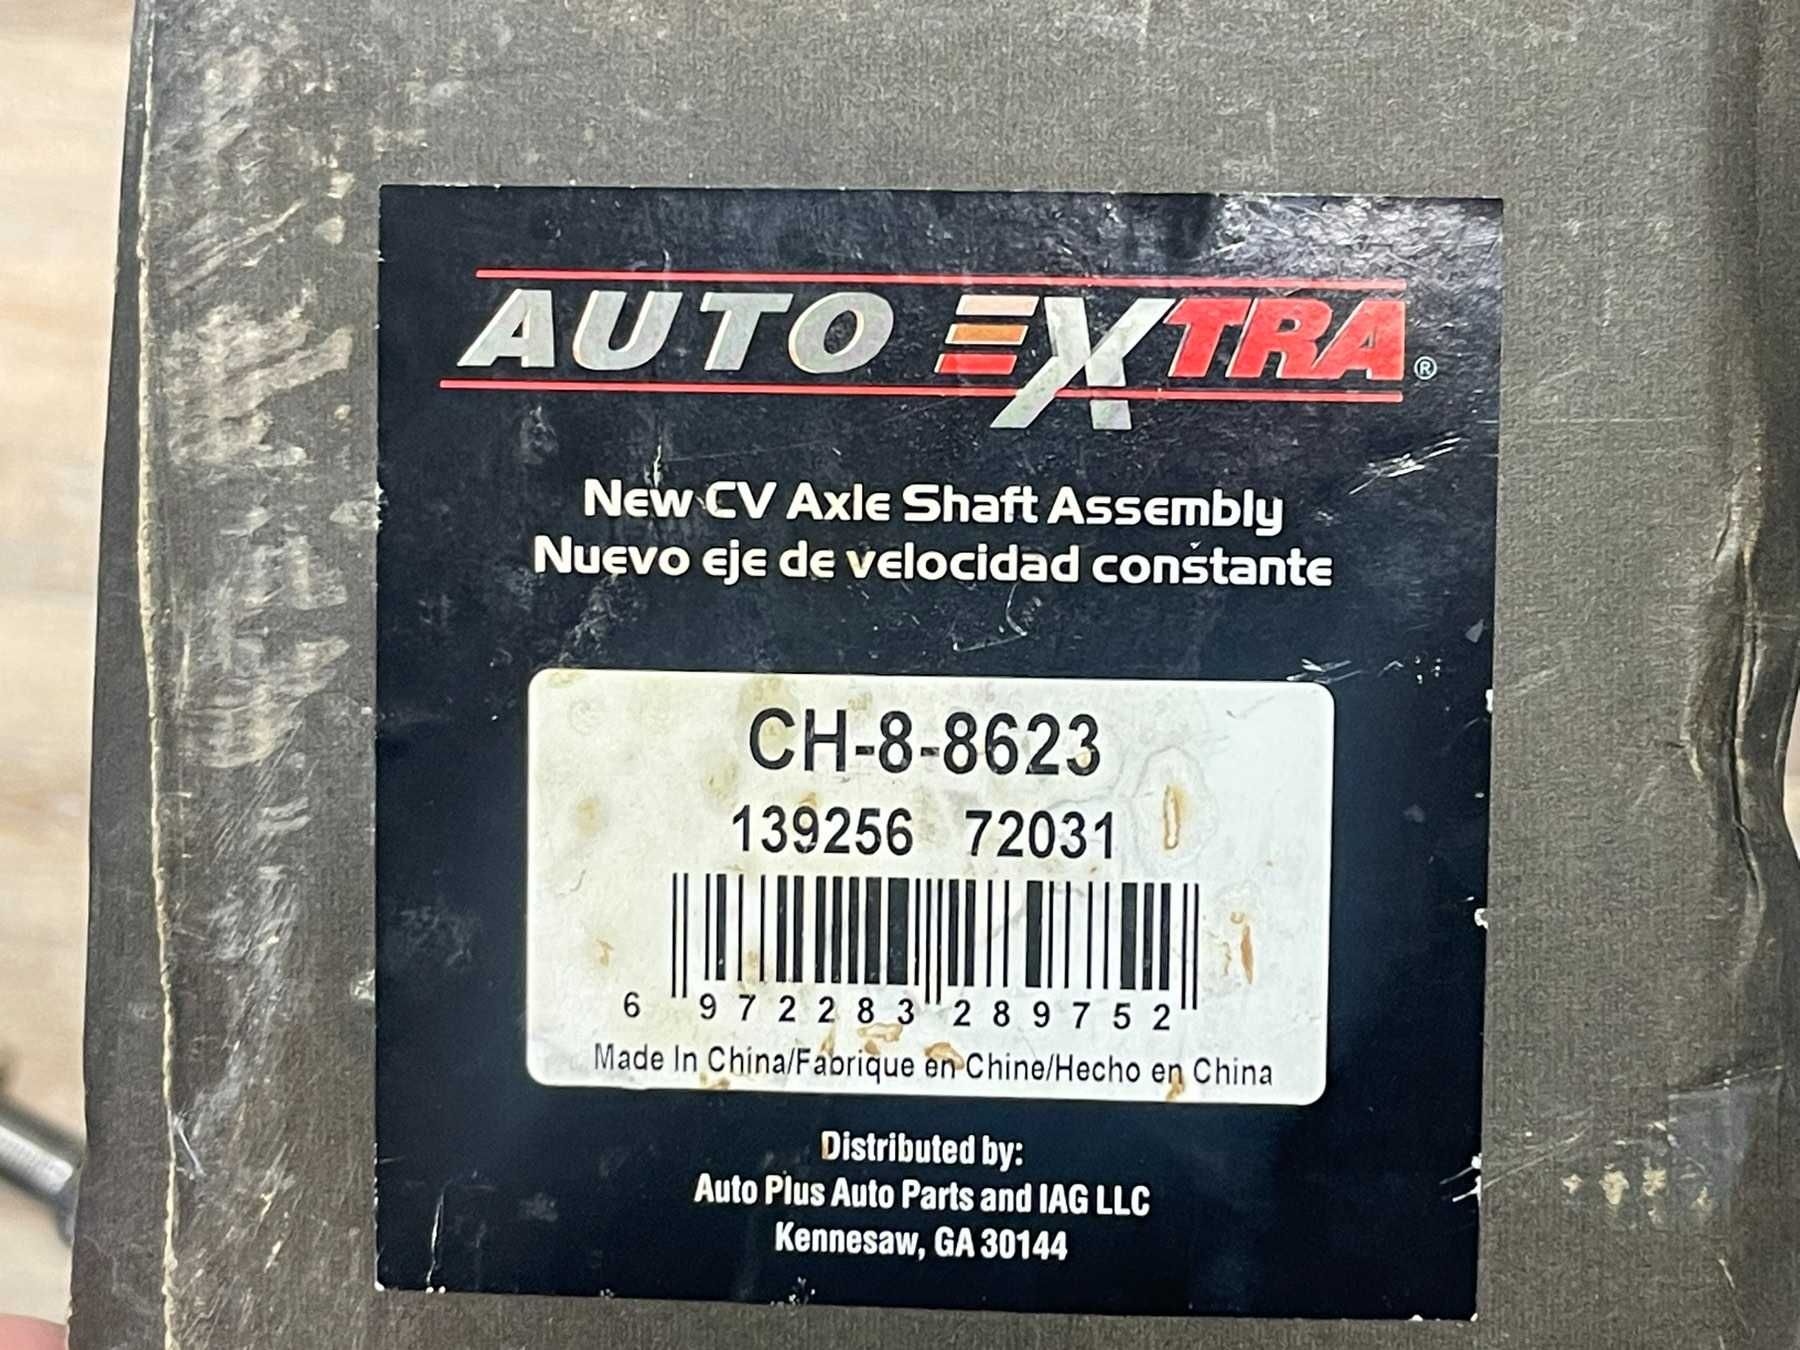 AUTO EXTRA®
New CV Axle Shaft Assembly
Nuevo eje de velocidad constante
CH-8-8623
139256 72031
6 972283 289752
Made In China/Fabrique en Chine/Hecho en China
Distributed by:
Auto Plus Auto Parts and IAG LLC
Kennesaw, GA 30144